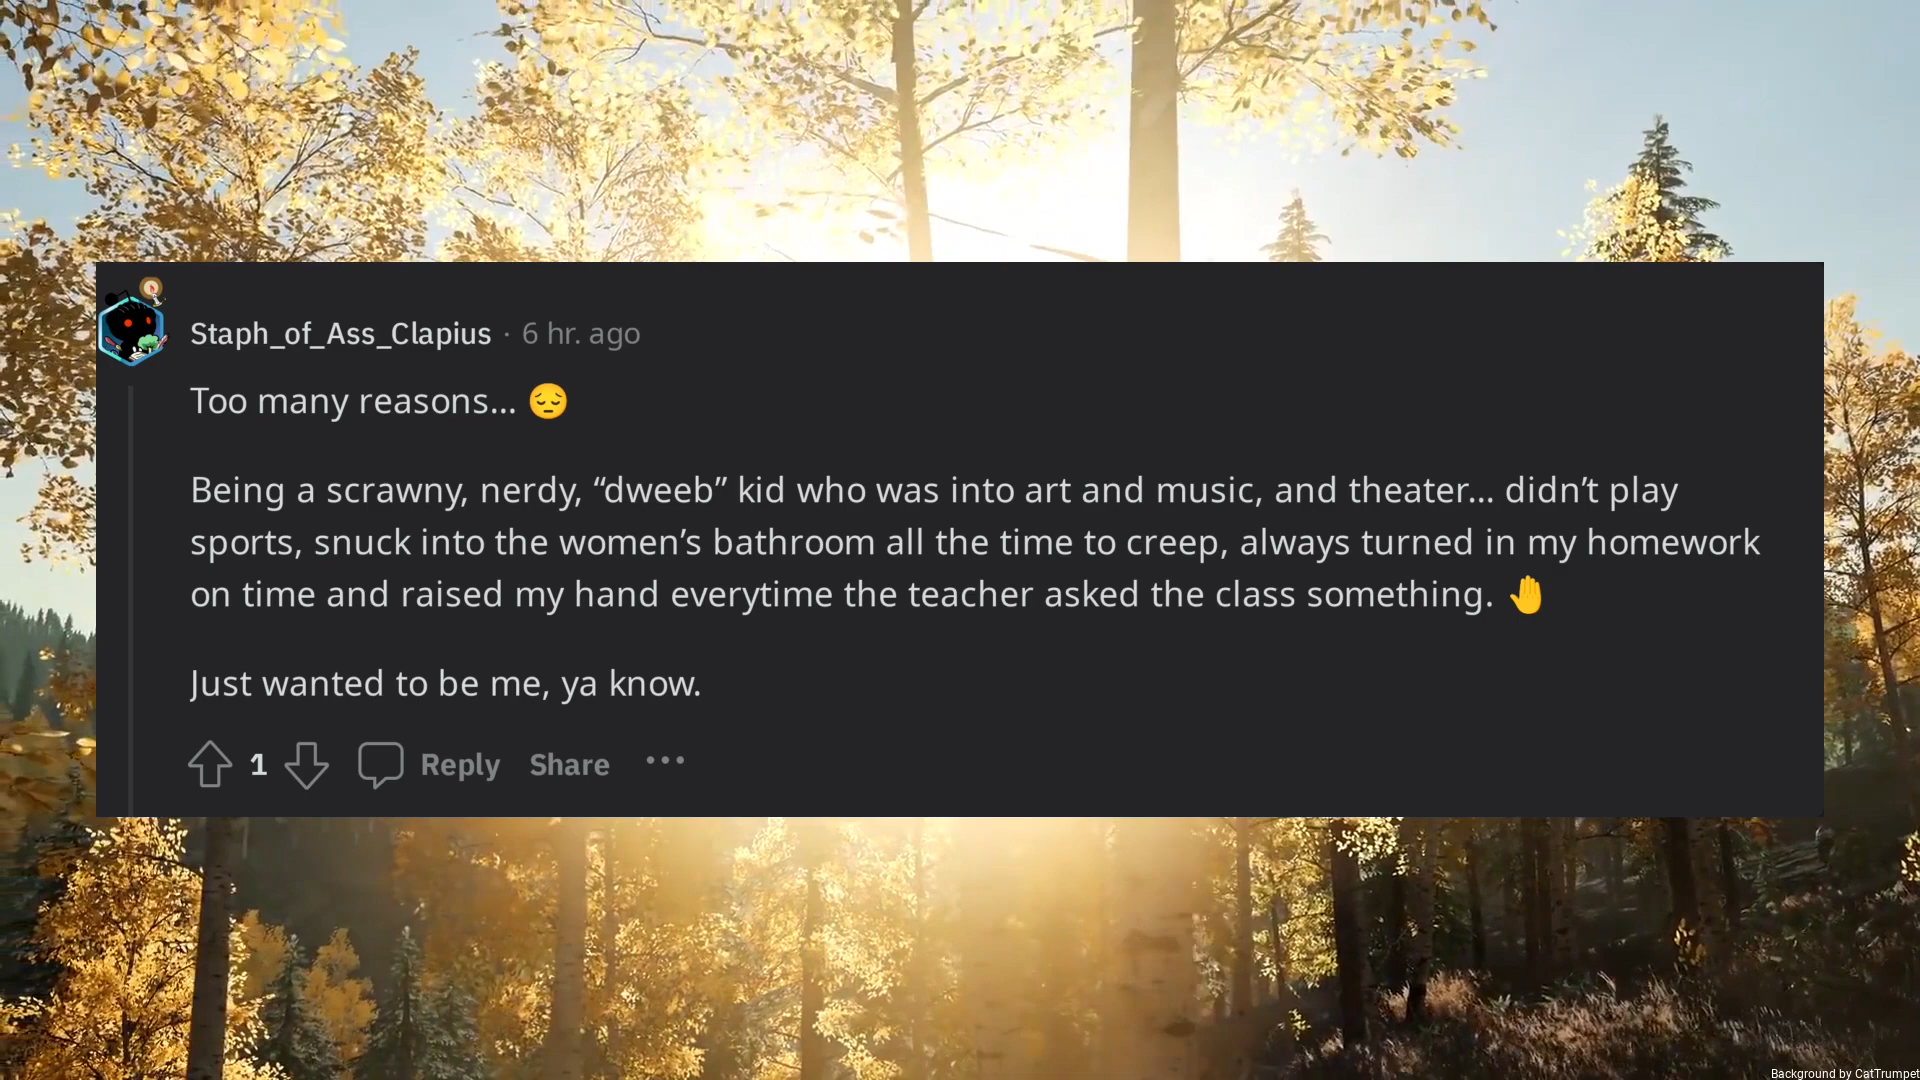 Staph_of_Ass_Clapius · 6 hr. ago
Too many reasons... 😔
Being a scrawny, nerdy, “dweeb” kid who was into art and music, and theater... didn’t play
sports, snuck into the women’s bathroom all the time to creep, always turned in my homework
on time and raised my hand everytime the teacher asked the class something. 🤚
Just wanted to be me, ya know.
1 Reply Share ···
Background by CatTrumpet